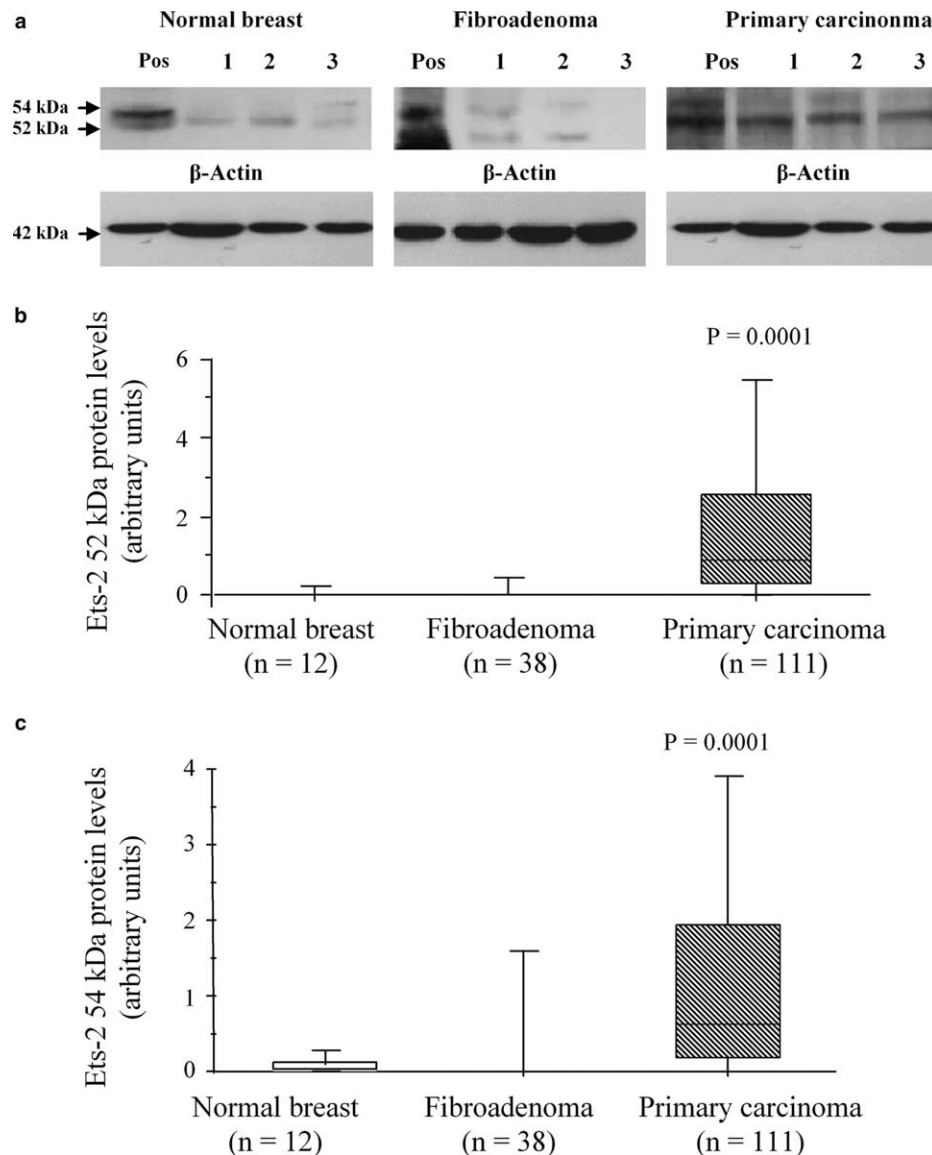 a
Normal breast Fibroadenoma Primary carcinonma
Pos 1 2 3 Pos 1 2 3 Pos 1 2 3
54 kDa
52 kDa
β-Actin β-Actin β-Actin
42 kDa
b
Ets-2 52 kDa protein levels
(arbitrary units)
P = 0.0001
6
4
2
0
Normal breast Fibroadenoma Primary carcinoma
(n = 12) (n = 38) (n = 111)
c
Ets-2 54 kDa protein levels
(arbitrary units)
P = 0.0001
4
3
2
1
0
Normal breast Fibroadenoma Primary carcinoma
(n = 12) (n = 38) (n = 111)